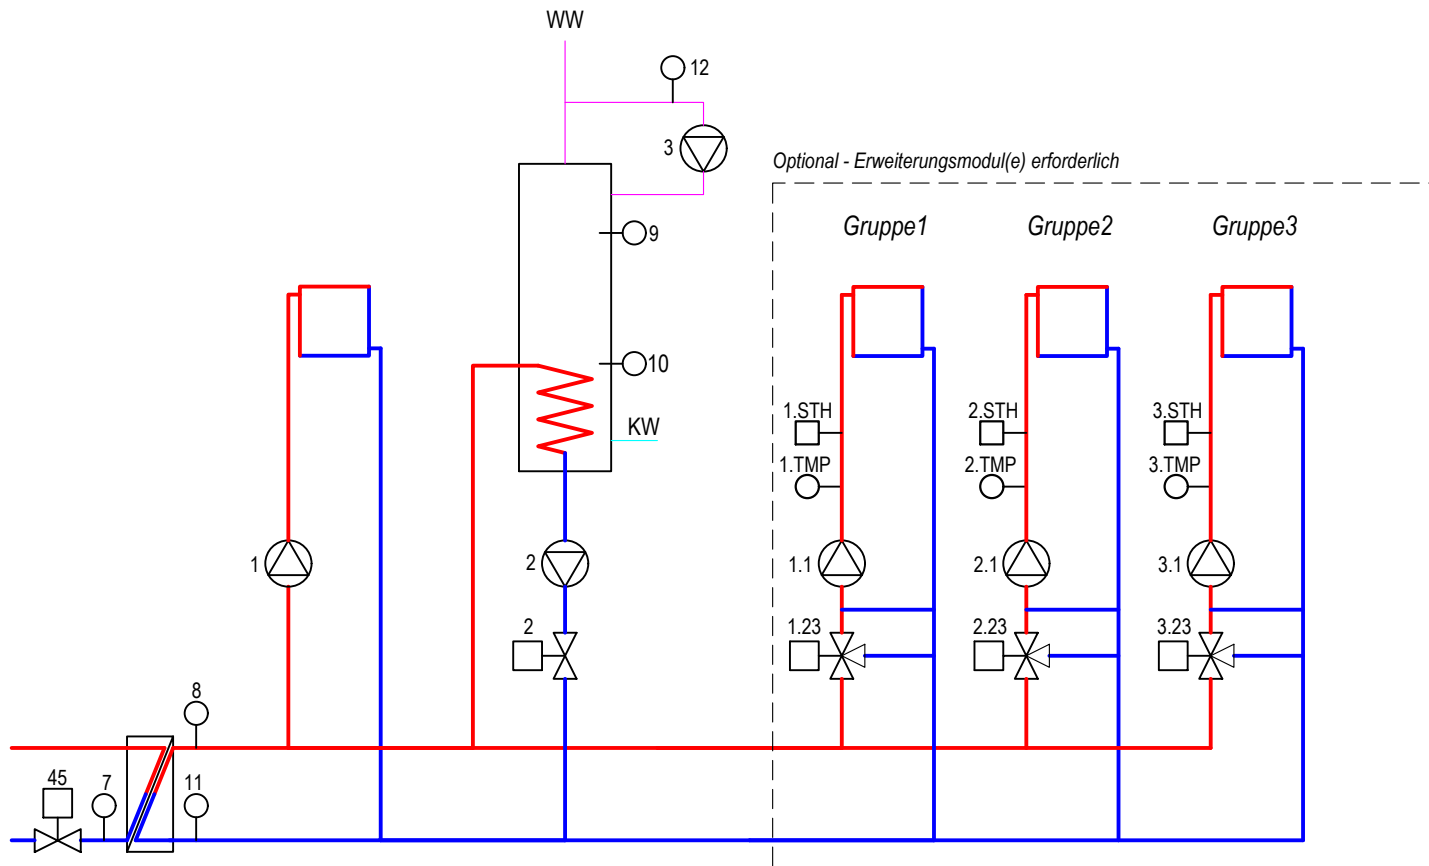 WW
12
3
Optional - Erweiterungsmodul(e) erforderlich
Gruppe1
Gruppe2
Gruppe3
9
10
KW
1.STH
2.STH
3.STH
1.TMP
2.TMP
3.TMP
1
2
1.1
2.1
3.1
2
1.23
2.23
3.23
8
45
7
11